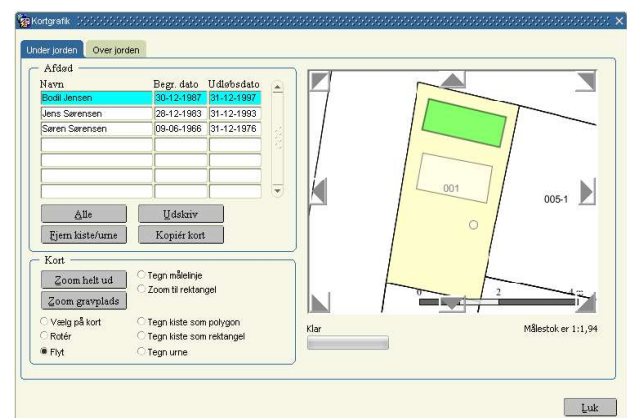 Kortgrafik
Under jorden Over jorden
Afdød
Navn Begr. dato Udløbsdato
Bodil Jensen 30-12-1987 31-12-1997
Jens Sørensen 28-12-1983 31-12-1993
Søren Sørensen 09-06-1966 31-12-1976
Alle Udskriv
Fjern kiste/urne Kopiér kort
Kort
Zoom helt ud Tegn målelinje
Zoom til rektangel
Zoom gravplads
Vælg på kort Tegn kiste som polygon
Rotér Tegn kiste som rektangel
Flyt Tegn urne
001
005-1
0 2 4 m
Klar Målestok er 1:1,94
Luk